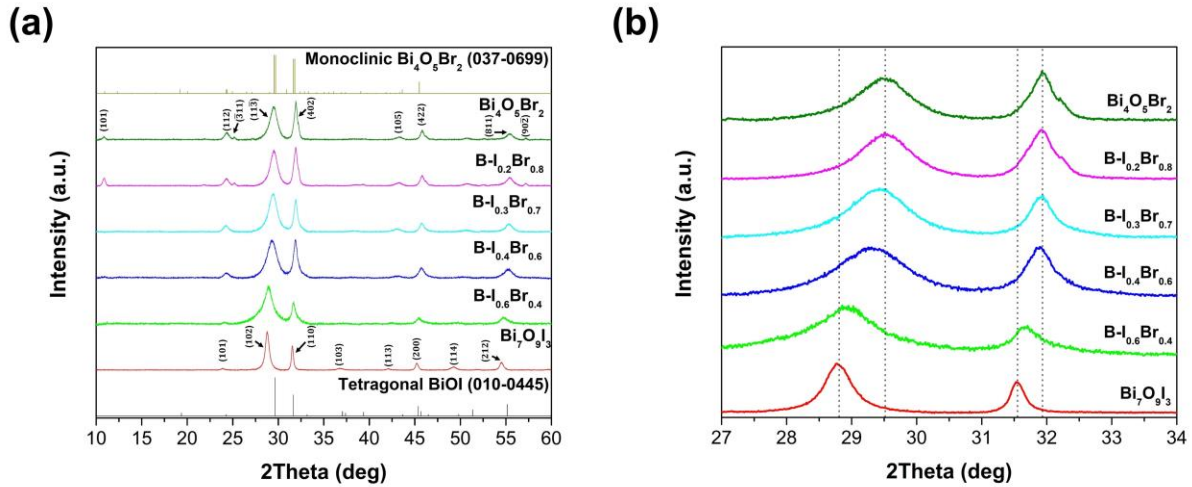 (a)
Monoclinic Bi₄O₅Br₂ (037-0699)
(101)
(112)
(3̄11)
(113̄)
(402)
(105)
(422)
(811)
(902̄)
Bi₄O₅Br₂
B-I₀.₂Br₀.₈
B-I₀.₃Br₀.₇
B-I₀.₄Br₀.₆
B-I₀.₆Br₀.₄
Bi₇O₉I₃
(101)
(102)
(110)
(103)
(113)
(200)
(114)
(212)
Tetragonal BiOI (010-0445)
Intensity (a.u.)
10 15 20 25 30 35 40 45 50 55 60
2Theta (deg)
(b)
Bi₄O₅Br₂
B-I₀.₂Br₀.₈
B-I₀.₃Br₀.₇
B-I₀.₄Br₀.₆
B-I₀.₆Br₀.₄
Bi₇O₉I₃
Intensity (a.u.)
27 28 29 30 31 32 33 34
2Theta (deg)